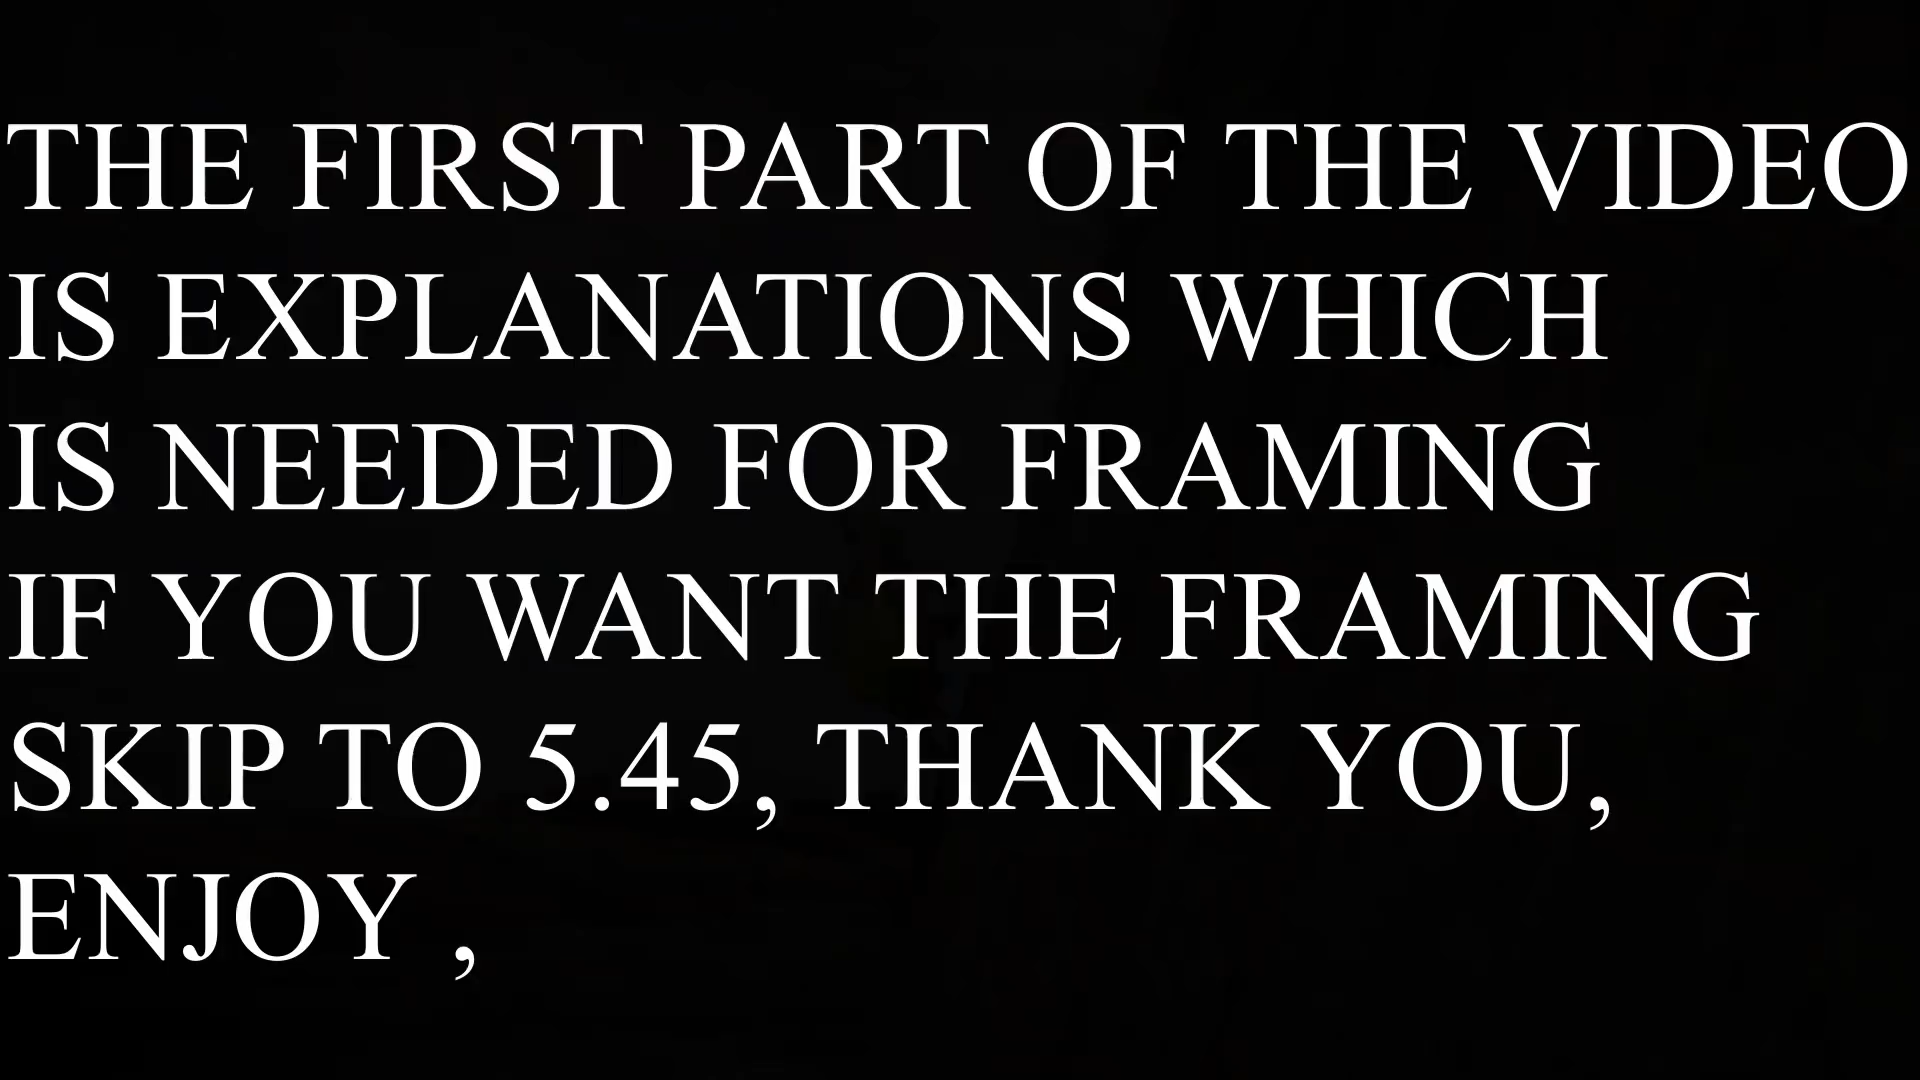 THE FIRST PART OF THE VIDEO
IS EXPLANATIONS WHICH
IS NEEDED FOR FRAMING
IF YOU WANT THE FRAMING
SKIP TO 5.45, THANK YOU,
ENJOY ,